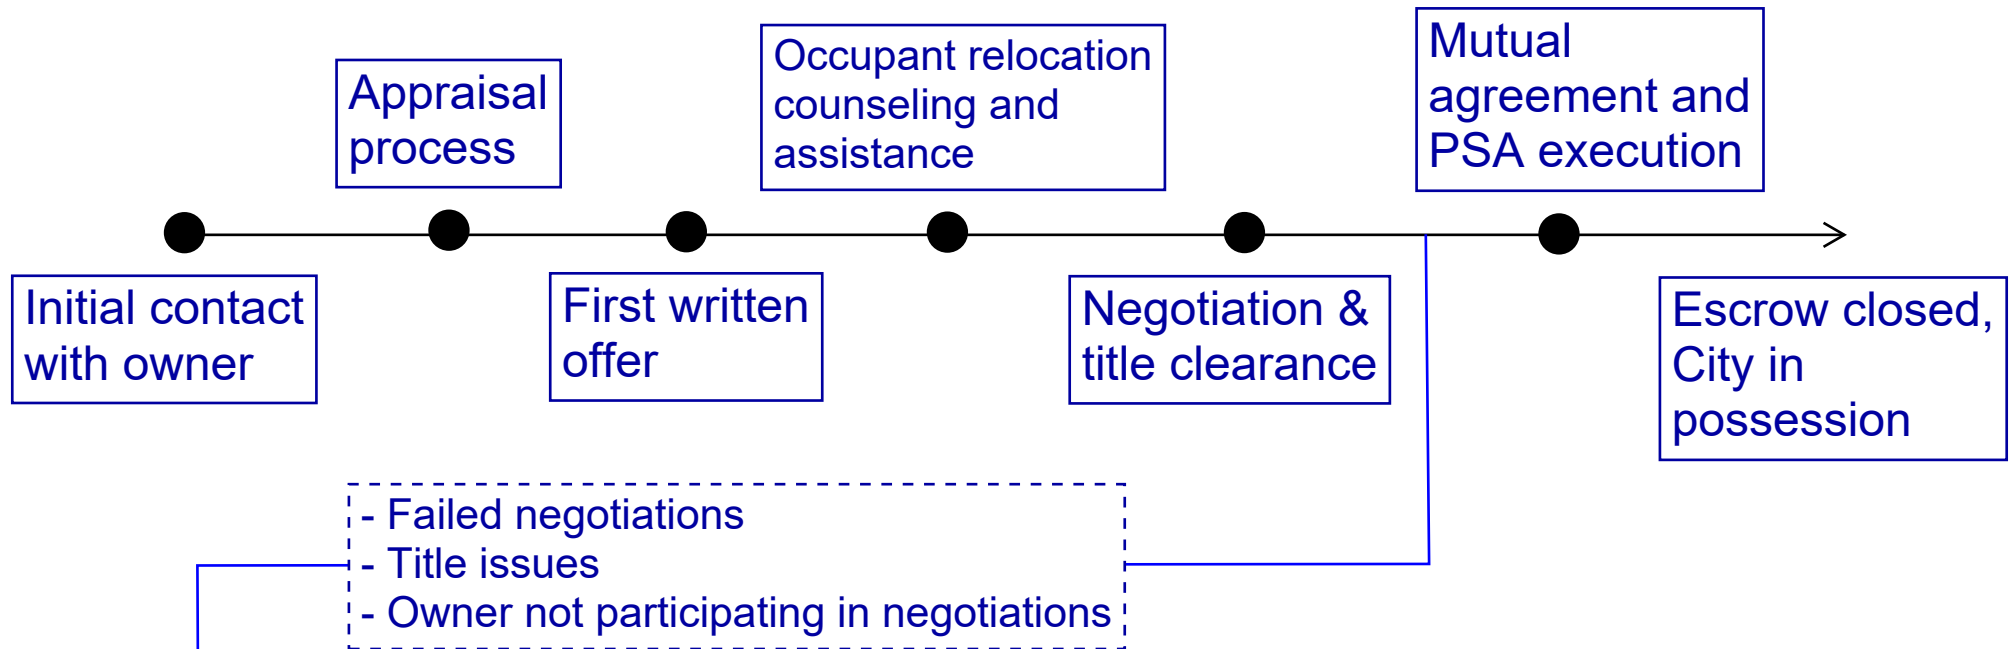 Initial contact
with owner
Appraisal
process
First written
offer
Occupant relocation
counseling and
assistance
Negotiation &
title clearance
Mutual
agreement and
PSA execution
Escrow closed,
City in
possession
- Failed negotiations
- Title issues
- Owner not participating in negotiations